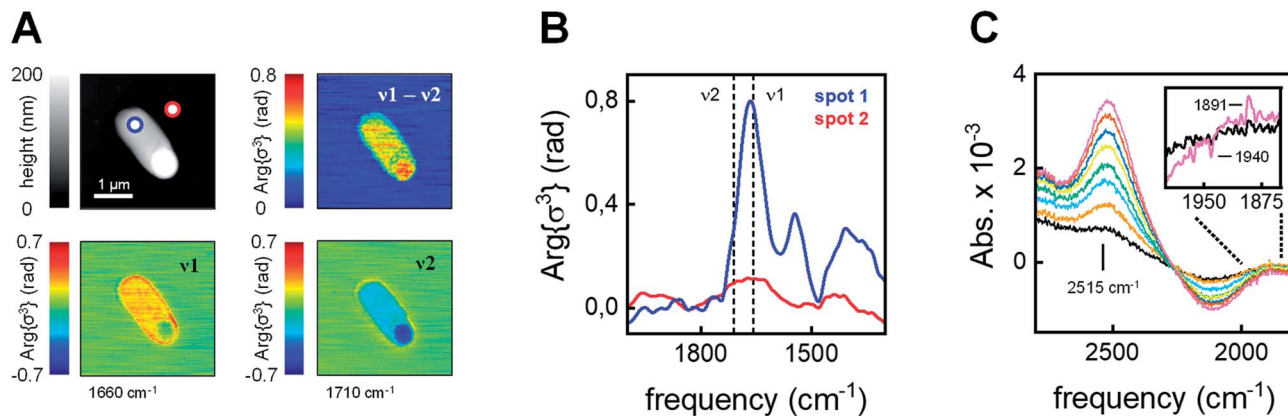 A
200
height (nm)
0
1 µm
0.8
Arg{σ³} (rad)
0
ν1 – ν2
0.7
Arg{σ³} (rad)
-0.7
ν1
1660 cm⁻¹
0.7
Arg{σ³} (rad)
-0.7
ν2
1710 cm⁻¹
B
Arg{σ³} (rad)
0,8
0,4
0,0
ν2
ν1
spot 1
spot 2
1800
1500
frequency (cm⁻¹)
C
Abs. x 10⁻³
4
2
0
2515 cm⁻¹
1891
1940
1950
1875
2500
2000
frequency (cm⁻¹)